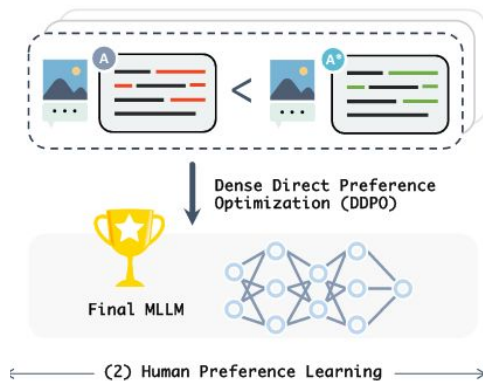 A
A*
<
Dense Direct Preference
Optimization (DDPO)
Final MLLM
(2) Human Preference Learning